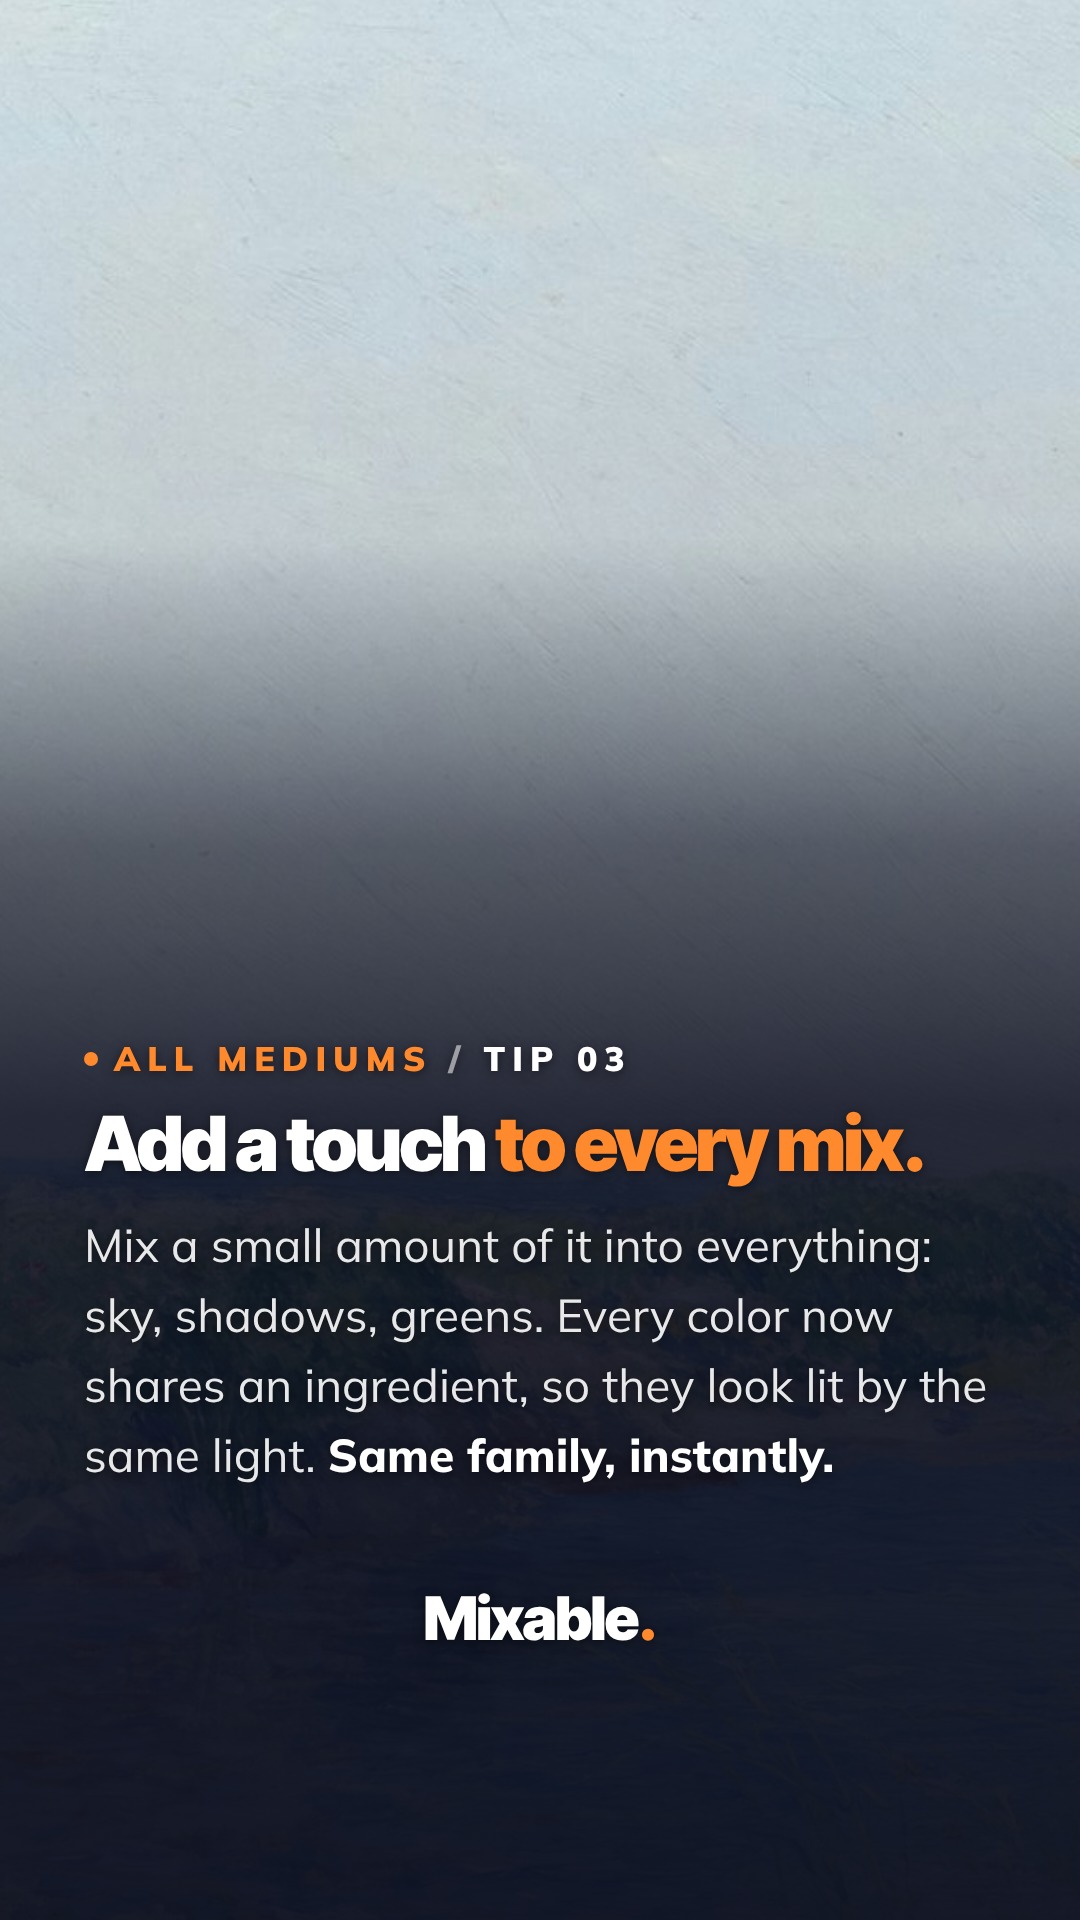 • ALL MEDIUMS / TIP 03
Add a touch to every mix.
Mix a small amount of it into everything:
sky, shadows, greens. Every color now
shares an ingredient, so they look lit by the
same light. Same family, instantly.
Mixable.